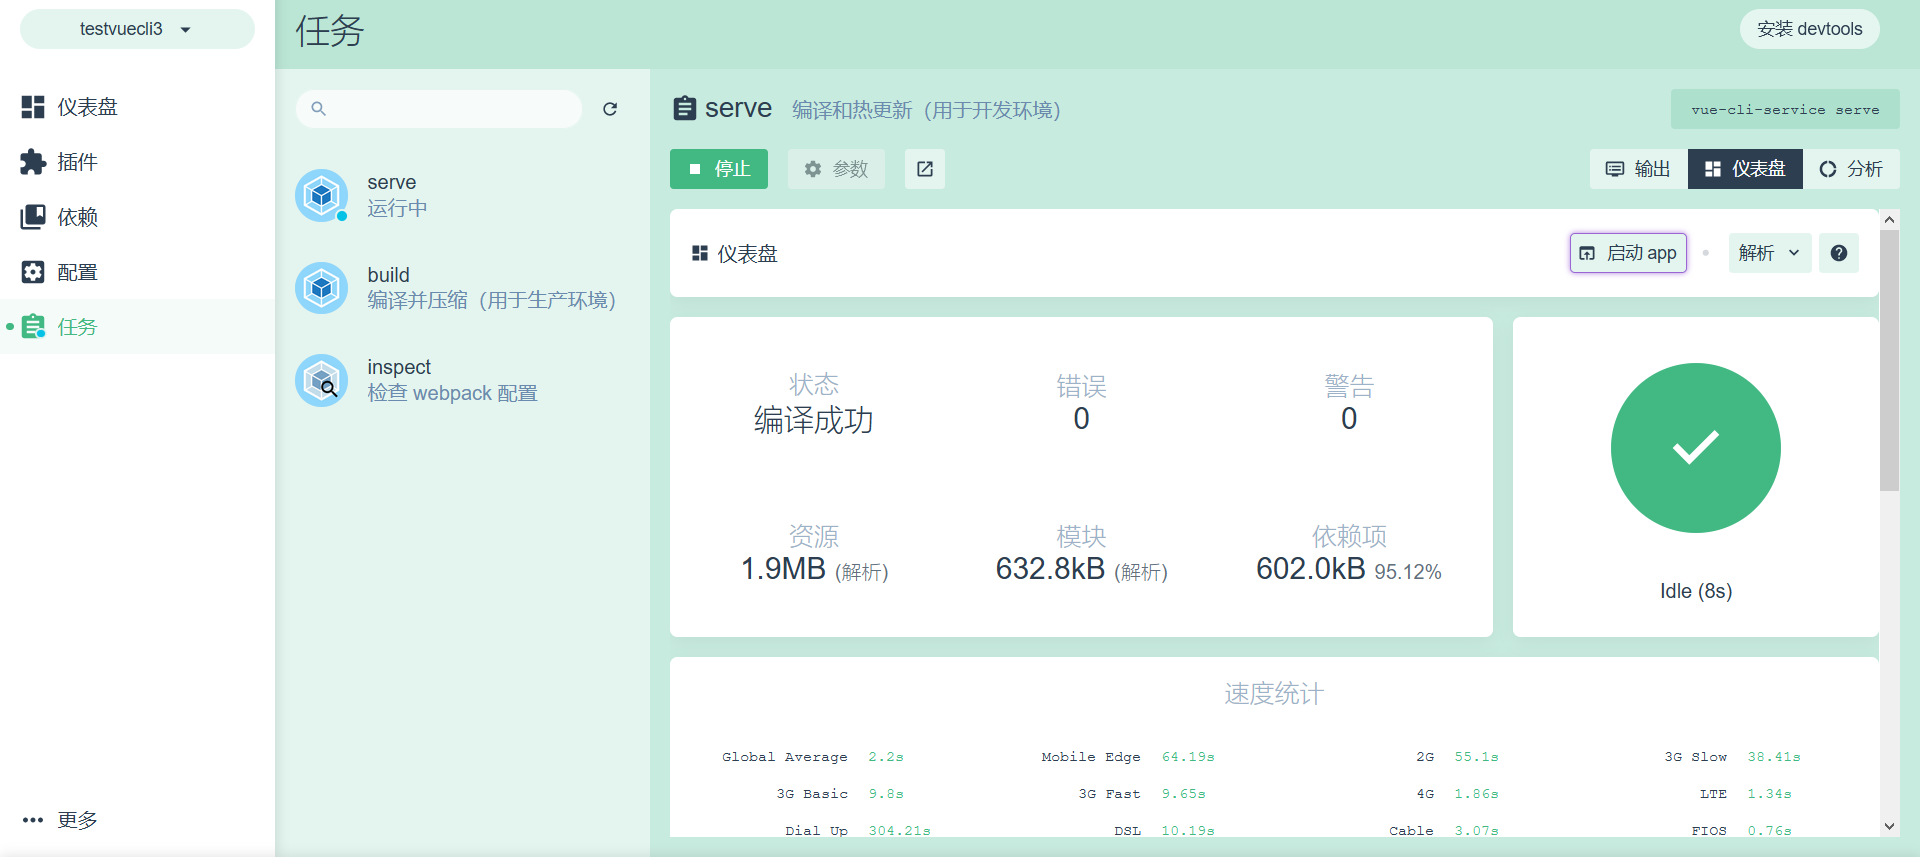 testvuecli3
任务
安装 devtools
仪表盘
插件
依赖
配置
任务
更多
serve
运行中
build
编译并压缩（用于生产环境）
inspect
检查 webpack 配置
serve 编译和热更新（用于开发环境）
vue-cli-service serve
停止
参数
输出
仪表盘
分析
仪表盘
启动 app
解析
状态
编译成功
错误
0
警告
0
资源
1.9MB (解析)
模块
632.8kB (解析)
依赖项
602.0kB 95.12%
Idle (8s)
速度统计
Global Average 2.2s
Mobile Edge 64.19s
2G 55.1s
3G Slow 38.41s
3G Basic 9.8s
3G Fast 9.65s
4G 1.86s
LTE 1.34s
Dial Up 304.21s
DSL 10.19s
Cable 3.07s
FIOS 0.76s